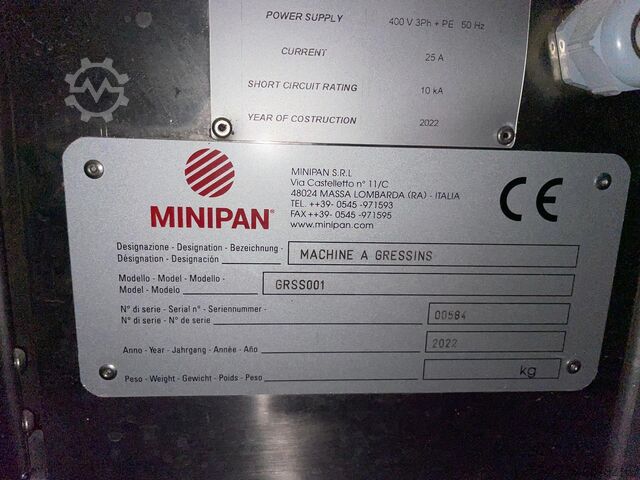 POWER SUPPLY 400 V 3Ph + PE 50 Hz
CURRENT 25 A
SHORT CIRCUIT RATING 10 kA
YEAR OF COSTRUCTION 2022
MINIPAN®
MINIPAN S.R.L
Via Castelletto n° 11/C
48024 MASSA LOMBARDA (RA) - ITALIA
TEL. ++39- 0545 -971593
FAX ++39- 0545 -971595
www.minipan.com
CE
Designazione - Designation - Bezeichnung -
Désignation - Designación MACHINE A GRESSINS
Modello - Model - Modello -
Model - Modelo GRSS001
N° di serie - Serial n° - Seriennummer -
N° di serie - N° de serie 00584
Anno - Year - Jahrgang - Année - Año 2022
Peso - Weight - Gewicht - Poids - Peso kg